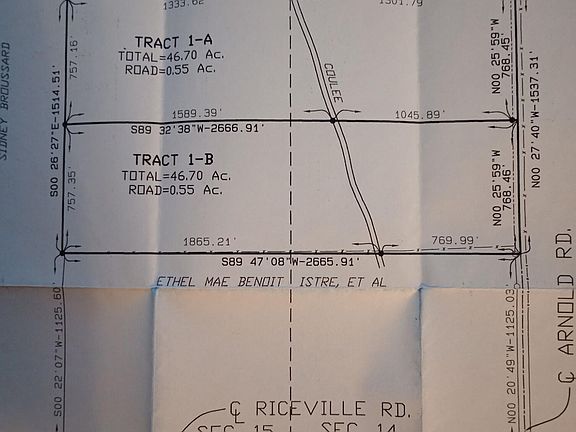 1333.62'
1301.79'
TRACT 1-A
TOTAL=46.70 Ac.
ROAD=0.55 Ac.
757.16'
COULEE
N00 25'59"W
768.45'
SIDNEY BROUSSARD
S00 26'27"E-1514.51'
N00 27'40"W-1537.31'
1589.39'
1045.89'
S89 32'38"W-2666.91'
TRACT 1-B
TOTAL=46.70 Ac.
ROAD=0.55 Ac.
757.35'
N00 25'59"W
768.46'
1865.21'
769.99'
S89 47'08"W-2665.91'
ETHEL MAE BENOIT ISTRE, ET AL
S00 22'07"W-1125.60'
N00 20'49"W-1125.03'
℄ ARNOLD RD.
℄ RICEVILLE RD.
SEC 15 SEC 14